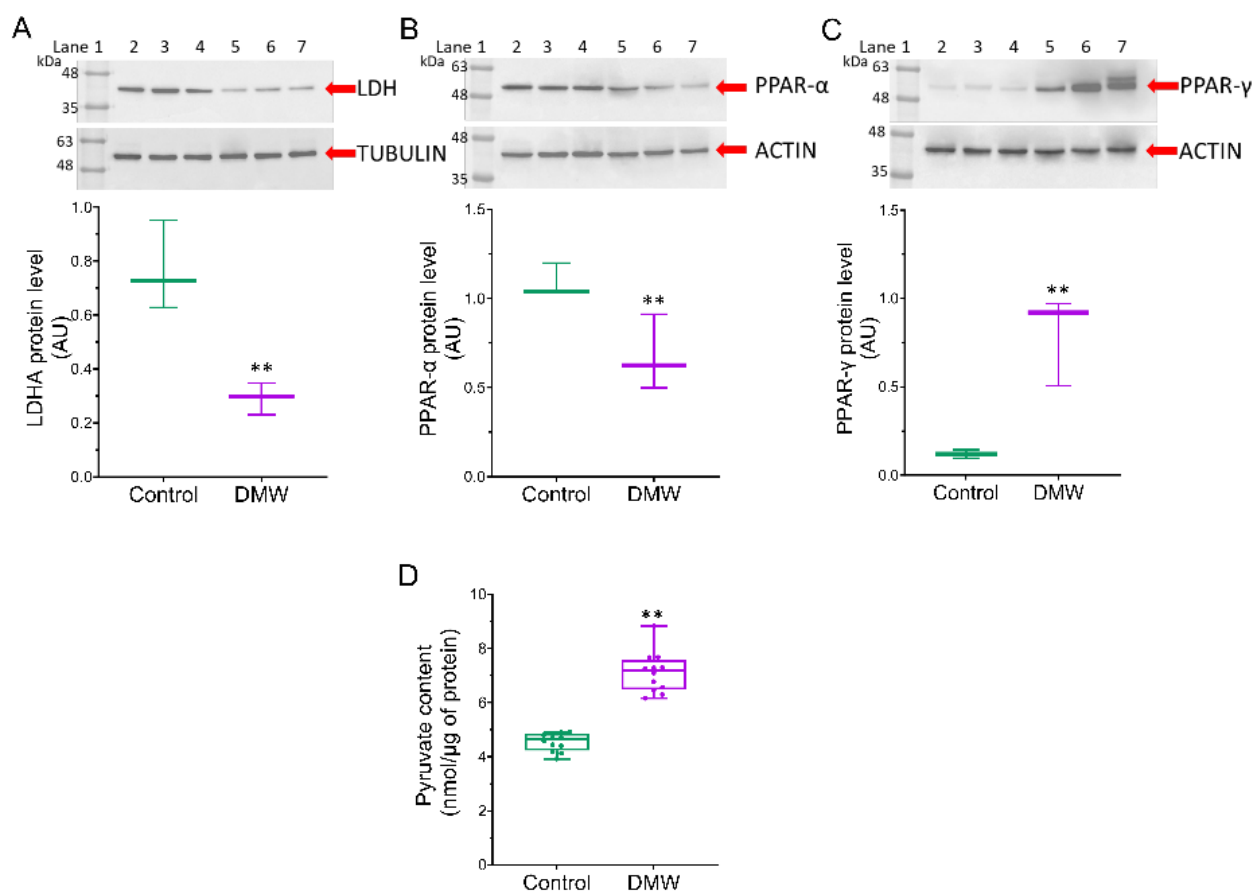 A
Lane 1 2 3 4 5 6 7
kDa
48
35
LDH
63
48
TUBULIN
LDHA protein level
(AU)
1.0
0.8
0.6
0.4
0.2
0.0
**
Control DMW
B
Lane 1 2 3 4 5 6 7
kDa
63
48
PPAR-α
48
35
ACTIN
PPAR-α protein level
(AU)
1.5
1.0
0.5
0.0
**
Control DMW
C
Lane 1 2 3 4 5 6 7
kDa
63
48
PPAR-γ
48
35
ACTIN
PPAR-γ protein level
(AU)
1.5
1.0
0.5
0.0
**
Control DMW
D
Pyruvate content
(nmol/µg of protein)
10
8
6
4
2
0
**
Control DMW